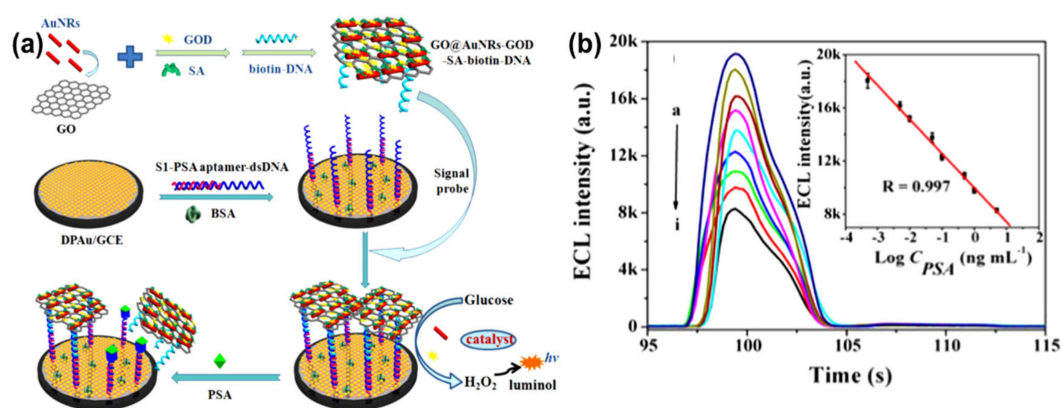 (a)
AuNRs
GO
GOD
SA
biotin-DNA
GO@AuNRs-GOD
-SA-biotin-DNA
S1-PSA aptamer-dsDNA
BSA
DPAu/GCE
Signal
probe
Glucose
catalyst
H2O2
hv
luminol
PSA
(b)
ECL intensity (a.u.)
20k
16k
12k
8k
4k
0
a
i
95
100
105
110
115
Time (s)
ECL intensity(a.u.)
20k
16k
12k
8k
R = 0.997
-4
-3
-2
-1
0
1
2
Log CPSA (ng mL-1)